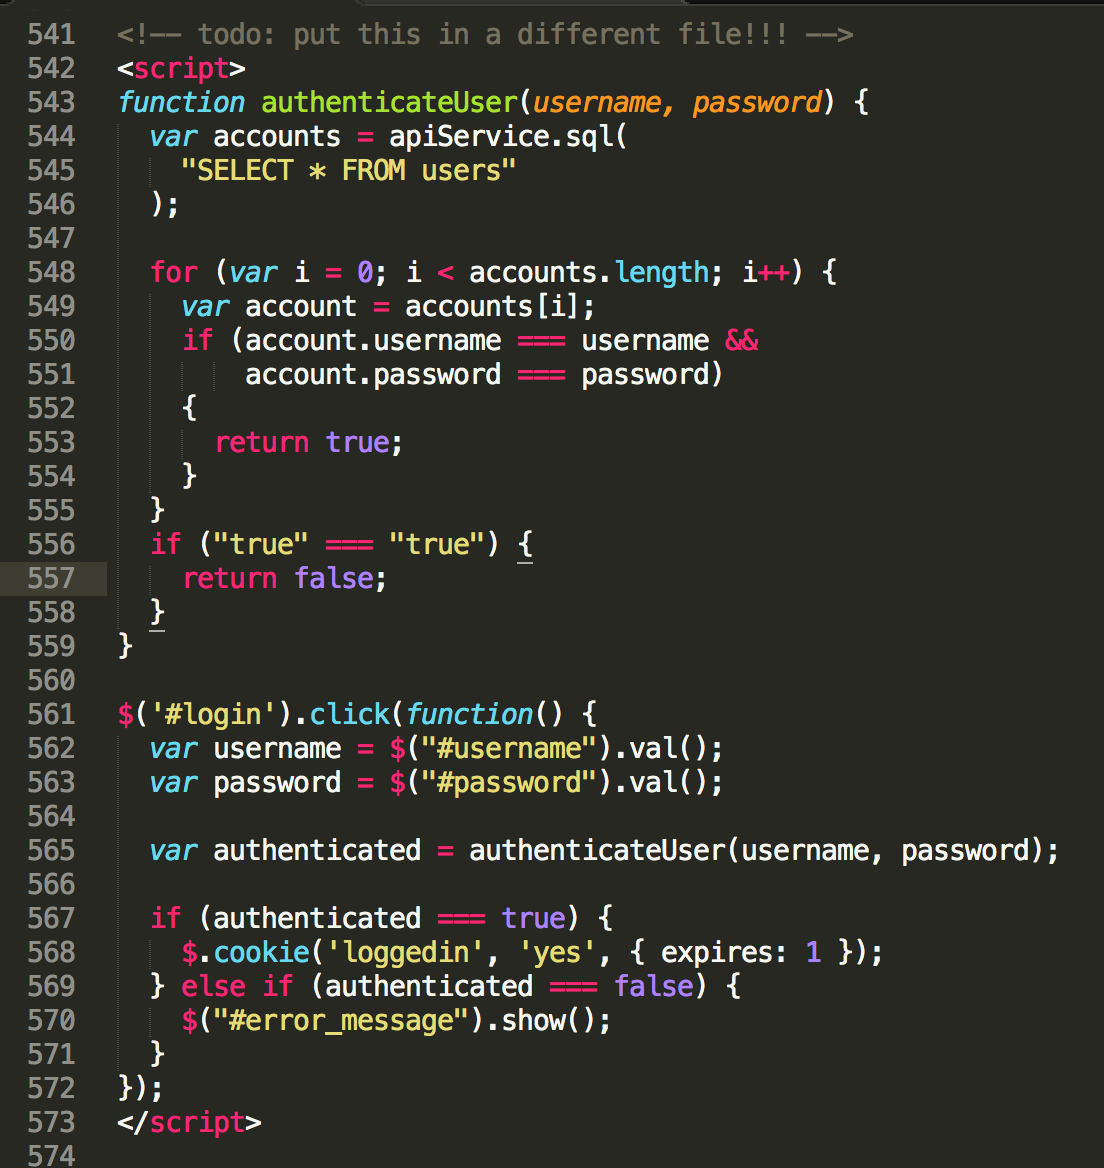 541 <!-- todo: put this in a different file!!! -->
542 <script>
543 function authenticateUser(username, password) {
544   var accounts = apiService.sql(
545     "SELECT * FROM users"
546   );
547
548   for (var i = 0; i < accounts.length; i++) {
549     var account = accounts[i];
550     if (account.username === username &&
551         account.password === password)
552     {
553       return true;
554     }
555   }
556   if ("true" === "true") {
557     return false;
558   }
559 }
560
561 $('#login').click(function() {
562   var username = $("#username").val();
563   var password = $("#password").val();
564
565   var authenticated = authenticateUser(username, password);
566
567   if (authenticated === true) {
568     $.cookie('loggedin', 'yes', { expires: 1 });
569   } else if (authenticated === false) {
570     $("#error_message").show();
571   }
572 });
573 </script>
574